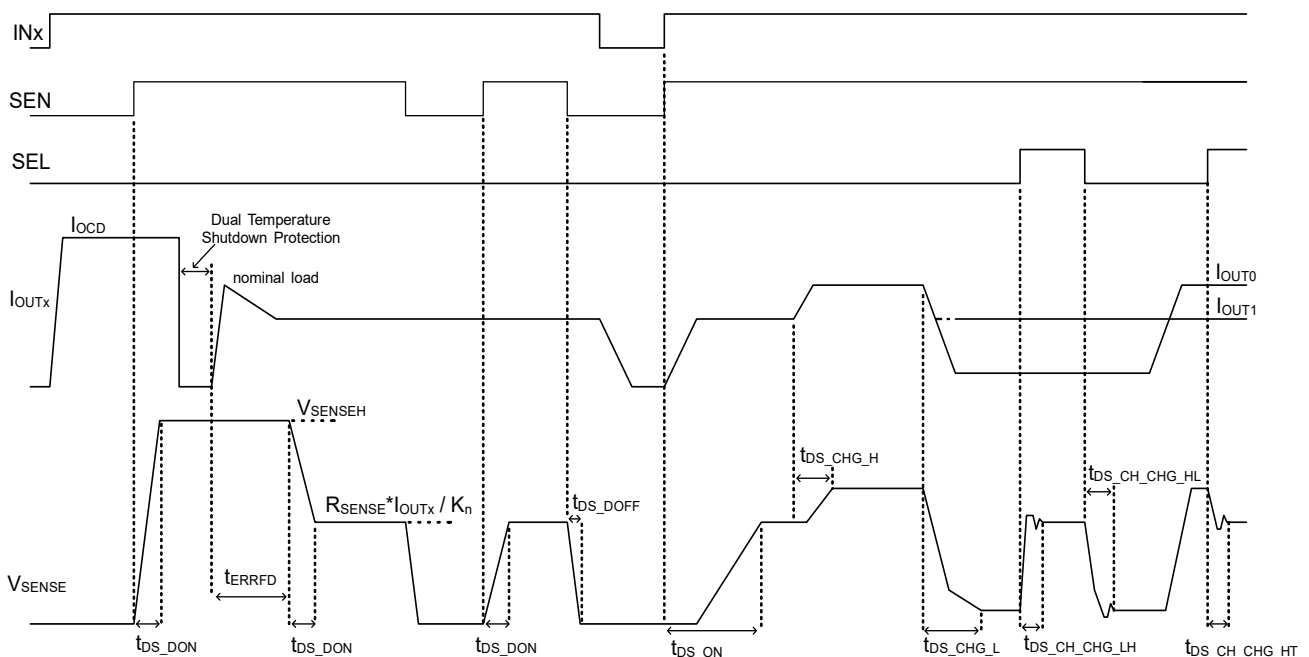 INx
SEN
SEL
IOCD
Dual Temperature
Shutdown Protection
nominal load
IOUTx
IOUT0
IOUT1
VSENSEH
tDS_CHG_H
tDS_CH_CHG_HL
RSENSE*IOUTx / Kn
tDS_DOFF
VSENSE
tERRFD
tDS_DON
tDS_DON
tDS_DON
tDS_ON
tDS_CHG_L
tDS_CH_CHG_LH
tDS_CH_CHG_HT